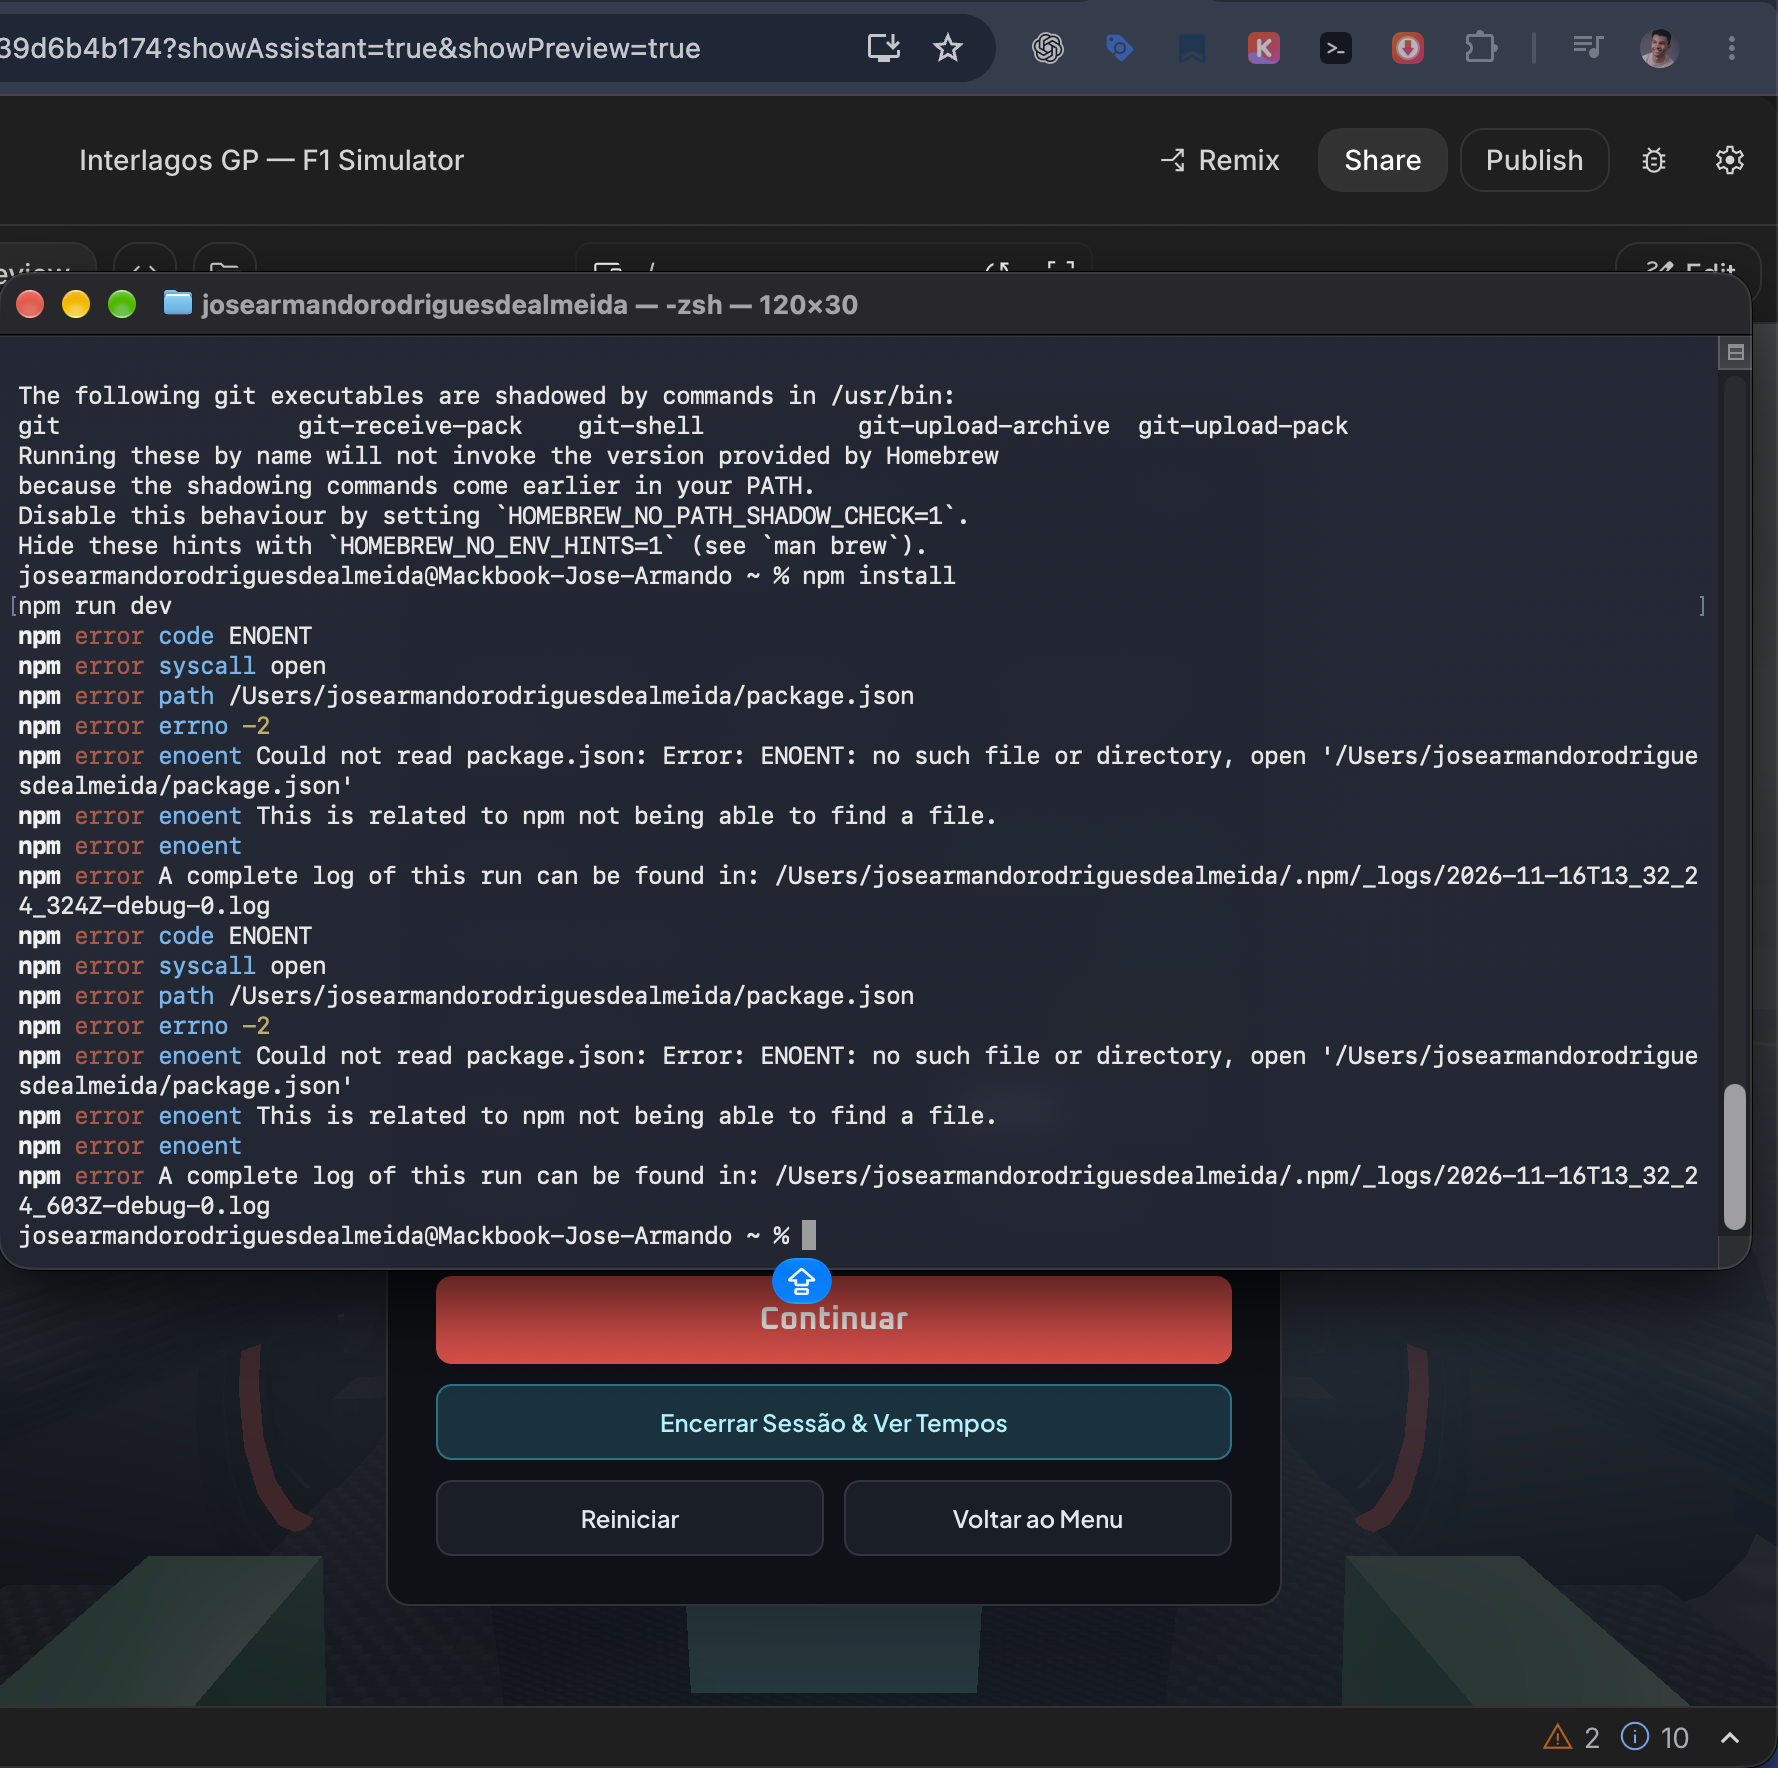 39d6b4b174?showAssistant=true&showPreview=true
K
>_
Interlagos GP — F1 Simulator
Remix
Share
Publish
/
Edit
josearmandorodriguesdealmeida — -zsh — 120×30
The following git executables are shadowed by commands in /usr/bin:
git git-receive-pack git-shell git-upload-archive git-upload-pack
Running these by name will not invoke the version provided by Homebrew
because the shadowing commands come earlier in your PATH.
Disable this behaviour by setting `HOMEBREW_NO_PATH_SHADOW_CHECK=1`.
Hide these hints with `HOMEBREW_NO_ENV_HINTS=1` (see `man brew`).
josearmandorodriguesdealmeida@Mackbook-Jose-Armando ~ % npm install
[npm run dev ]
npm error code ENOENT
npm error syscall open
npm error path /Users/josearmandorodriguesdealmeida/package.json
npm error errno -2
npm error enoent Could not read package.json: Error: ENOENT: no such file or directory, open '/Users/josearmandorodrigue
sdealmeida/package.json'
npm error enoent This is related to npm not being able to find a file.
npm error enoent
npm error A complete log of this run can be found in: /Users/josearmandorodriguesdealmeida/.npm/_logs/2026-11-16T13_32_2
4_324Z-debug-0.log
npm error code ENOENT
npm error syscall open
npm error path /Users/josearmandorodriguesdealmeida/package.json
npm error errno -2
npm error enoent Could not read package.json: Error: ENOENT: no such file or directory, open '/Users/josearmandorodrigue
sdealmeida/package.json'
npm error enoent This is related to npm not being able to find a file.
npm error enoent
npm error A complete log of this run can be found in: /Users/josearmandorodriguesdealmeida/.npm/_logs/2026-11-16T13_32_2
4_603Z-debug-0.log
josearmandorodriguesdealmeida@Mackbook-Jose-Armando ~ %
Continuar
Encerrar Sessão & Ver Tempos
Reiniciar
Voltar ao Menu
2
10